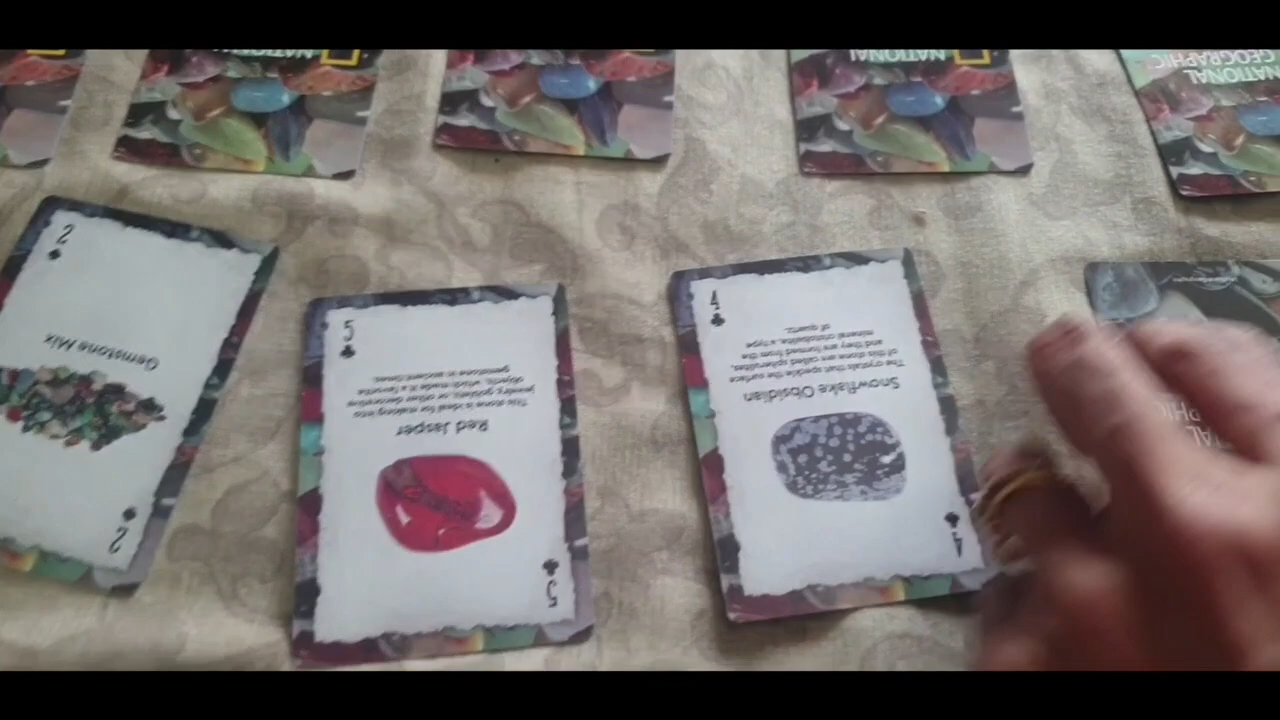 NATIONAL
NATIONAL
NATIONAL
GEOGRAPHIC
2
Gemstone Mix
2
5
Red Jasper
This stone is ideal for making into
jewelry, goblets, or other decorative
objects, which made it a favorite
gemstone in ancient times.
5
4
Snowflake Obsidian
The crystals that speckle the surface
of this stone are called spherulites,
and they are formed from the
mineral cristobalite, a type
of quartz.
4